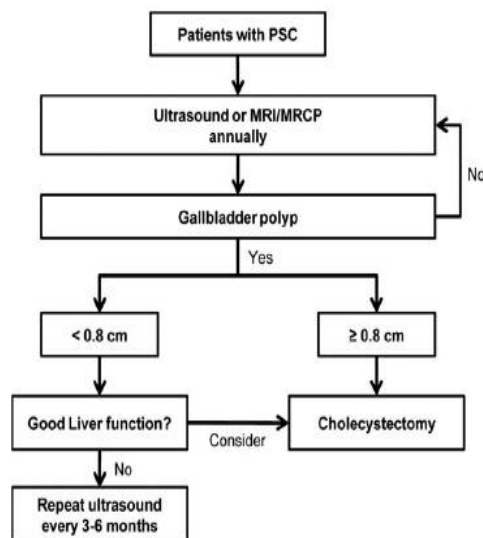 Patients with PSC
Ultrasound or MRI/MRCP
annually
No
Gallbladder polyp
Yes
< 0.8 cm
≥ 0.8 cm
Good Liver function?
Consider
Cholecystectomy
No
Repeat ultrasound
every 3-6 months